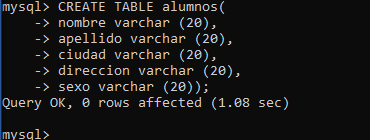 mysql> CREATE TABLE alumnos(
    -> nombre varchar (20),
    -> apellido varchar (20),
    -> ciudad varchar (20),
    -> direccion varchar (20),
    -> sexo varchar (20));
Query OK, 0 rows affected (1.08 sec)

mysql>